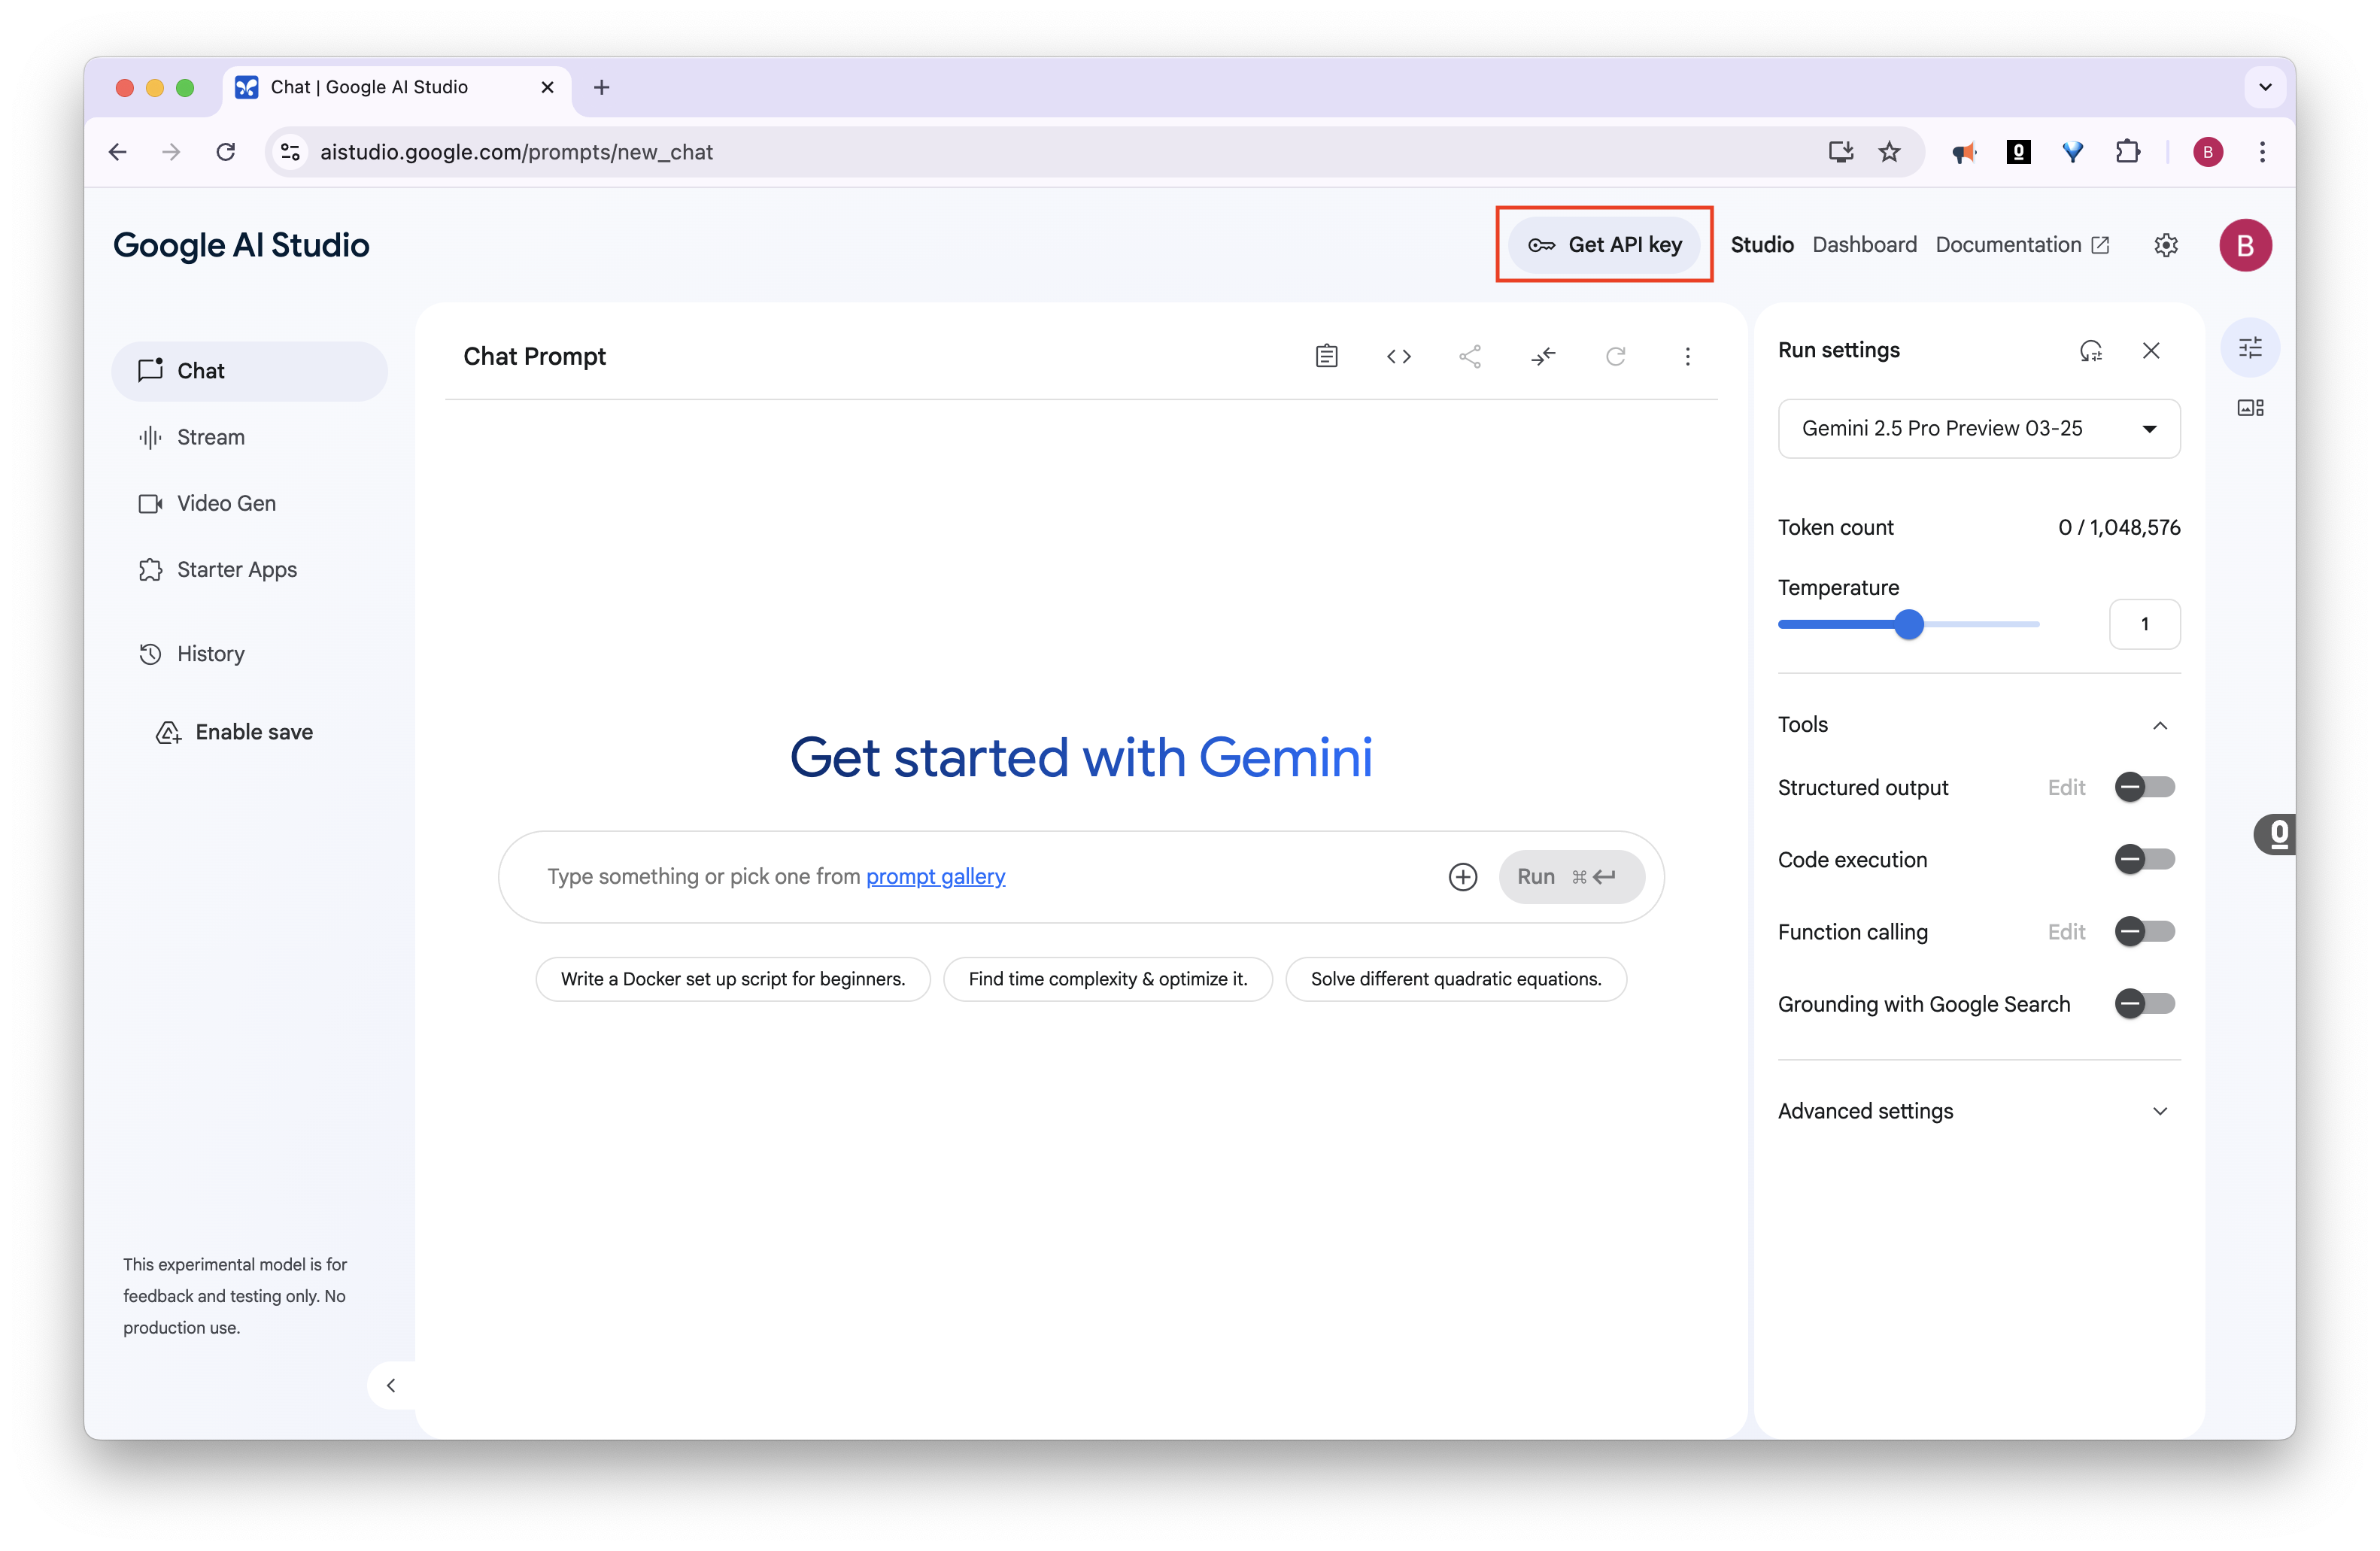 Chat | Google AI Studio
aistudio.google.com/prompts/new_chat
B
Google AI Studio
Get API key
Studio
Dashboard
Documentation
B
Chat
Stream
Video Gen
Starter Apps
History
Enable save
This experimental model is for
feedback and testing only. No
production use.
Chat Prompt
Get started with Gemini
Type something or pick one from prompt gallery
Run ⌘
Write a Docker set up script for beginners.
Find time complexity & optimize it.
Solve different quadratic equations.
Run settings
Gemini 2.5 Pro Preview 03-25
Token count 0 / 1,048,576
Temperature
1
Tools
Structured output Edit
Code execution
Function calling Edit
Grounding with Google Search
Advanced settings